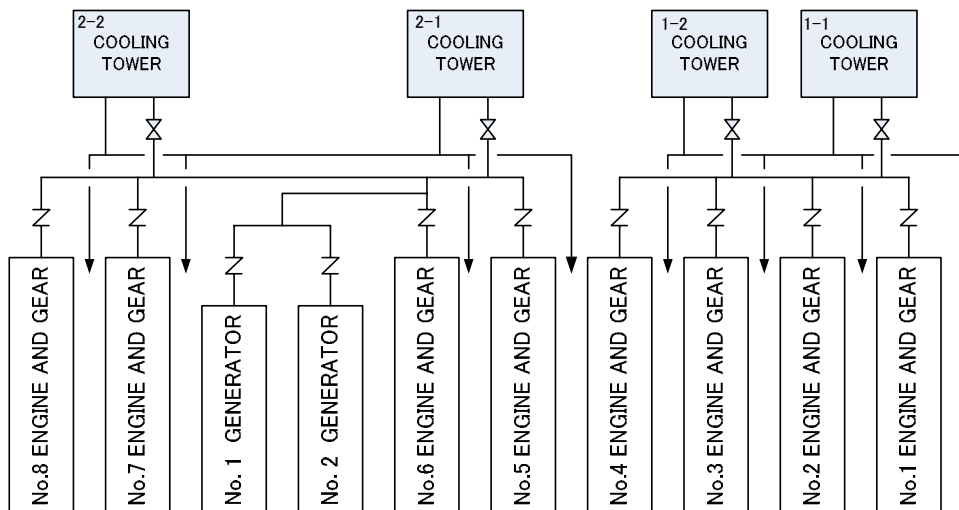 2-2
COOLING
TOWER
2-1
COOLING
TOWER
1-2
COOLING
TOWER
1-1
COOLING
TOWER
No.8 ENGINE AND GEAR
No.7 ENGINE AND GEAR
No. 1 GENERATOR
No. 2 GENERATOR
No.6 ENGINE AND GEAR
No.5 ENGINE AND GEAR
No.4 ENGINE AND GEAR
No.3 ENGINE AND GEAR
No.2 ENGINE AND GEAR
No.1 ENGINE AND GEAR